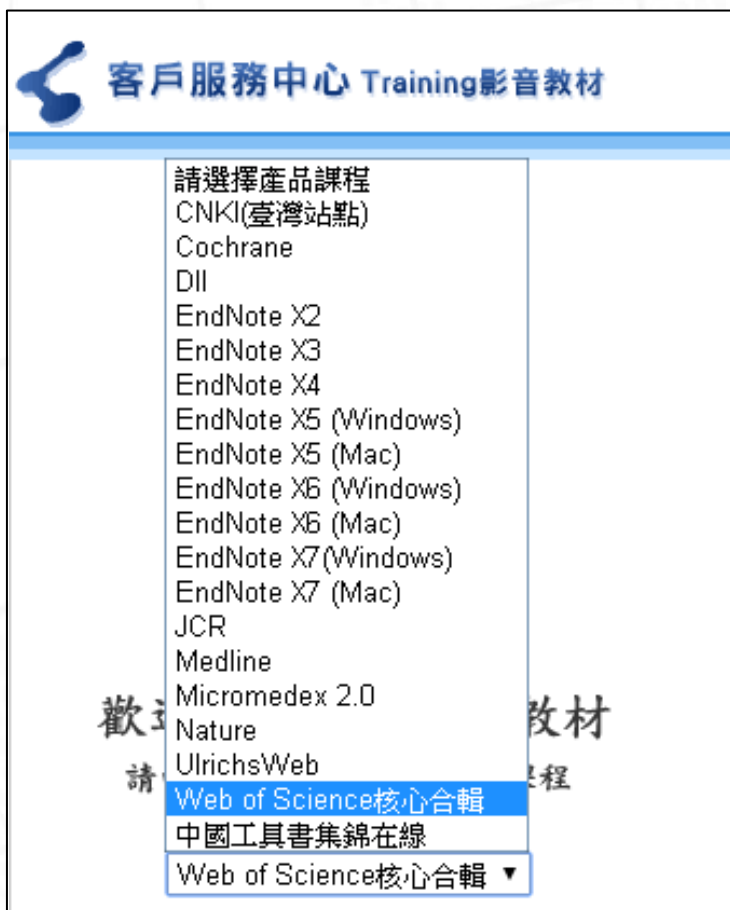 客戶服務中心 Training影音教材
請選擇產品課程
CNKI(臺灣站點)
Cochrane
DII
EndNote X2
EndNote X3
EndNote X4
EndNote X5 (Windows)
EndNote X5 (Mac)
EndNote X6 (Windows)
EndNote X6 (Mac)
EndNote X7(Windows)
EndNote X7 (Mac)
JCR
Medline
Micromedex 2.0
歡 教材
Nature
UlrichsWeb
請 程
Web of Science核心合輯
中國工具書集錦在線
Web of Science核心合輯 ▼